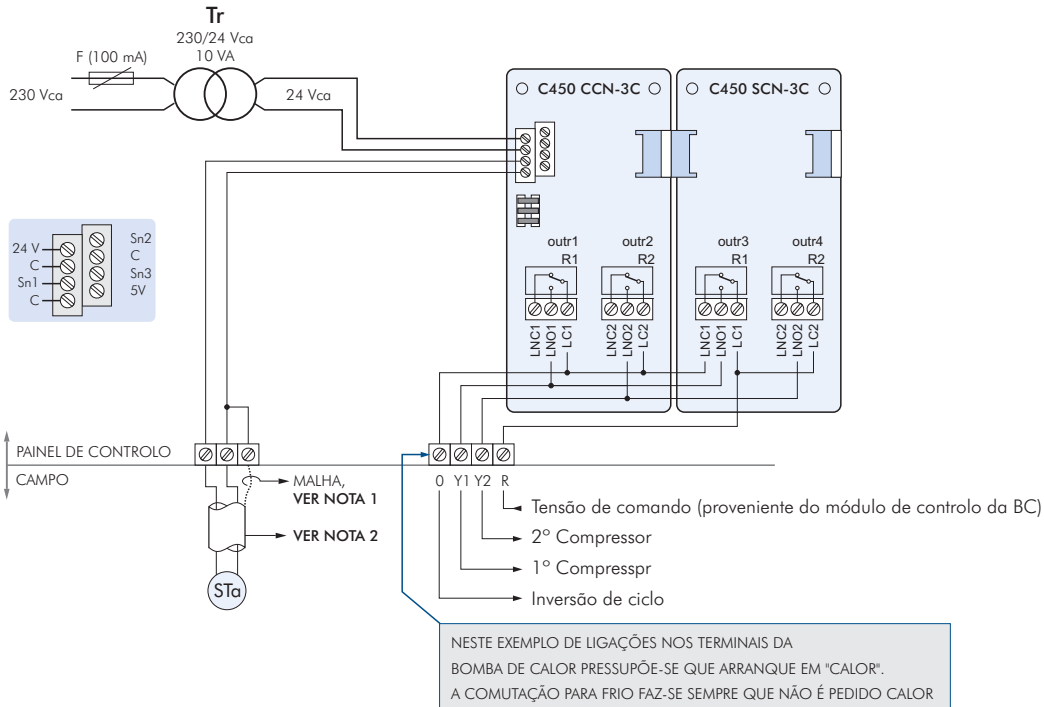 Tr
230/24 Vca
10 VA
F (100 mA)
230 Vca
24 Vca
C450 CCN-3C
C450 SCN-3C
24 V
C
Sn1
C
Sn2
C
Sn3
5V
outr1
R1
outr2
R2
outr3
R1
outr4
R2
LNC1
LNO1
LC1
LNC2
LNO2
LC2
LNC1
LNO1
LC1
LNC2
LNO2
LC2
PAINEL DE CONTROLO
CAMPO
MALHA,
VER NOTA 1
VER NOTA 2
STa
0 Y1 Y2 R
Tensão de comando (proveniente do módulo de controlo da BC)
2º Compressor
1º Compresspr
Inversão de ciclo
NESTE EXEMPLO DE LIGAÇÕES NOS TERMINAIS DA
BOMBA DE CALOR PRESSUPÕE-SE QUE ARRANQUE EM "CALOR".
A COMUTAÇÃO PARA FRIO FAZ-SE SEMPRE QUE NÃO É PEDIDO CALOR